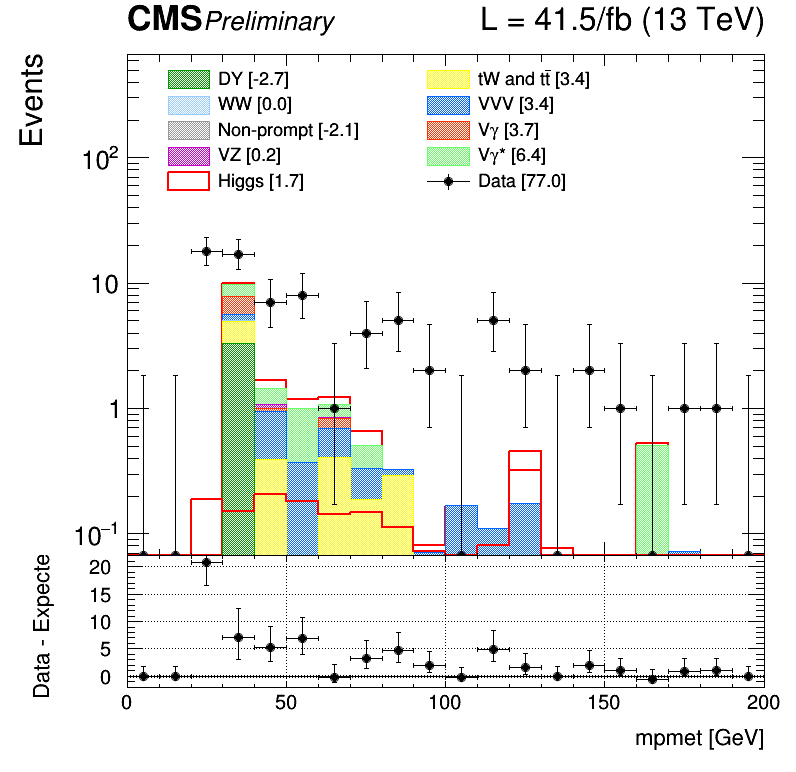 CMS Preliminary L = 41.5/fb (13 TeV)
Events
DY [-2.7]
WW [0.0]
Non-prompt [-2.1]
VZ [0.2]
Higgs [1.7]
tW and tt̄ [3.4]
VVV [3.4]
Vγ [3.7]
Vγ* [6.4]
Data [77.0]
10²
10
1
10⁻¹
Data - Expecte
20
15
10
5
0
0 50 100 150 200
mpmet [GeV]